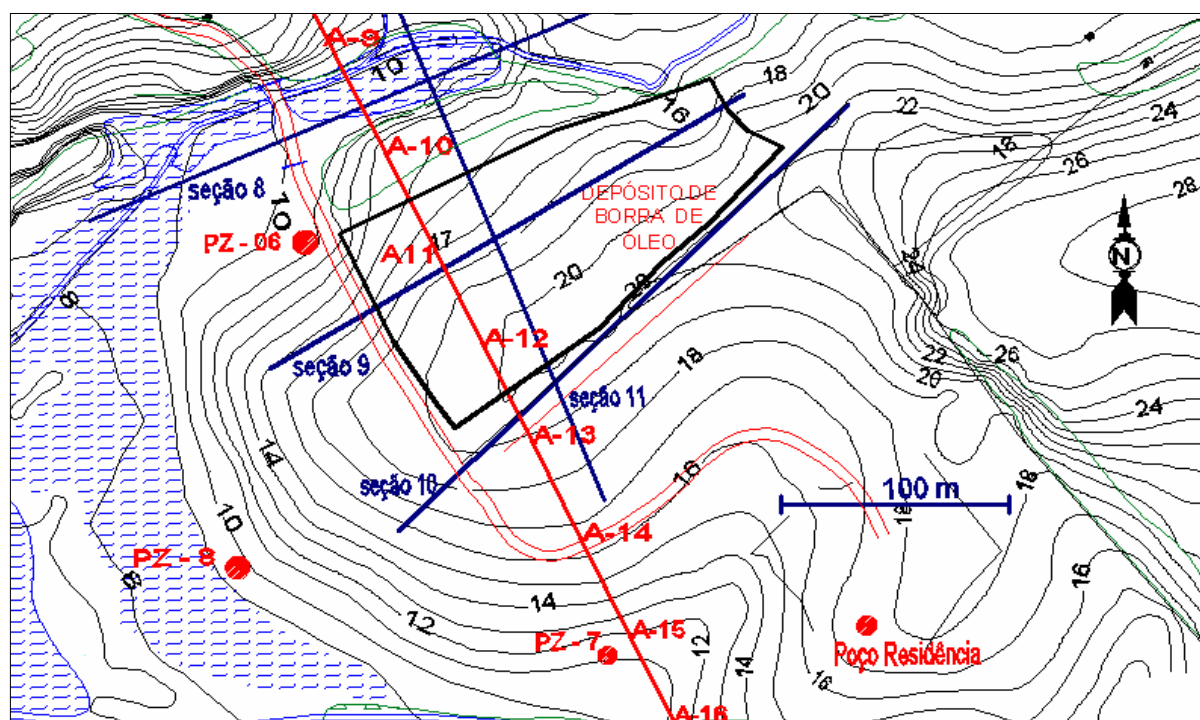 A-9
10
18
16
20
22
24
18
26
28
A-10
seção 8
10
PZ - 06
DEPÓSITO DE
BORRA DE
ÓLEO
A11
17
24
N
8
20
A-12
seção 9
18
22
26
20
24
seção 11
A-13
14
seção 10
16
100 m
18
18
10
A-14
PZ - 8
8
14
12
16
16
18
A-15
PZ - 7
12
14
Poço Residência
16
A-16